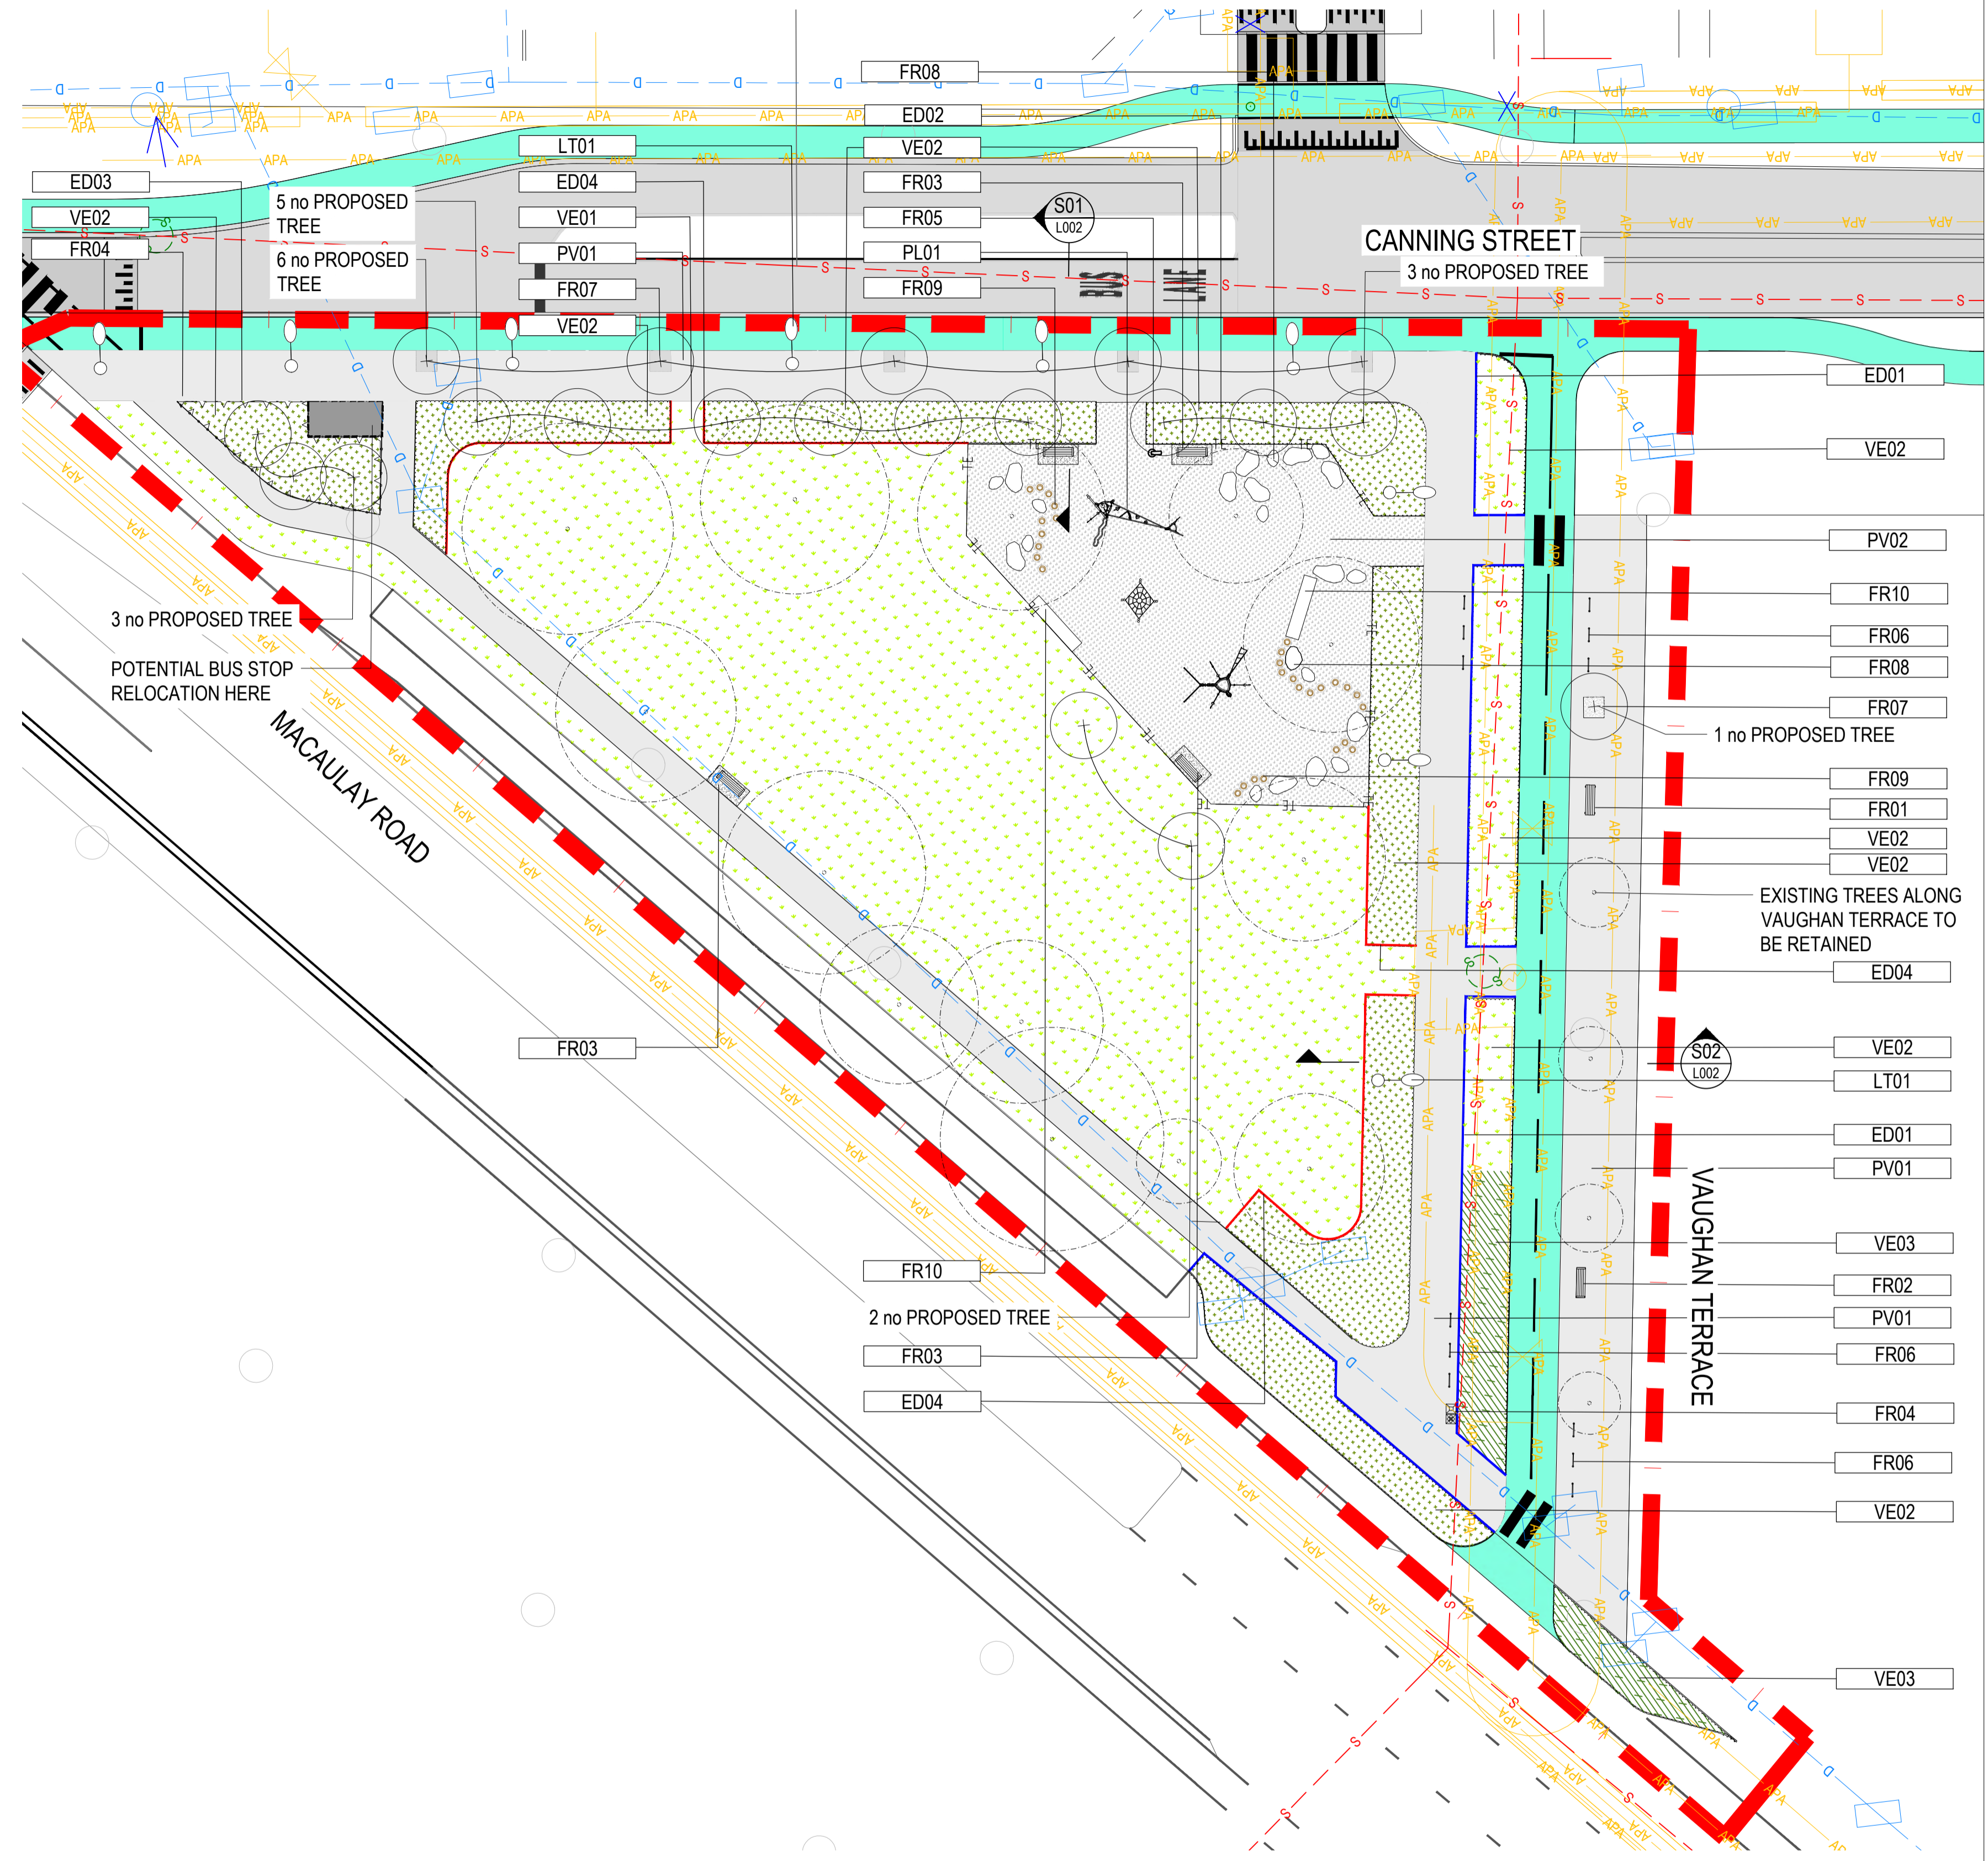 FR08
ED02
LT01
VE02
ED03
ED04
FR03
5 no PROPOSED
TREE
VE02
VE01
FR05
S01
L002
FR04
6 no PROPOSED
TREE
PV01
PL01
CANNING STREET
3 no PROPOSED TREE
FR07
FR09
BUS
LANE
VE02
ED01
VE02
PV02
FR10
3 no PROPOSED TREE
FR06
POTENTIAL BUS STOP
RELOCATION HERE
FR08
FR07
1 no PROPOSED TREE
MACAULAY ROAD
FR09
FR01
VE02
VE02
EXISTING TREES ALONG
VAUGHAN TERRACE TO
BE RETAINED
ED04
FR03
VE02
S02
L002
LT01
ED01
PV01
VAUGHAN TERRACE
VE03
FR10
FR02
2 no PROPOSED TREE
PV01
FR03
FR06
ED04
FR04
FR06
VE02
VE03